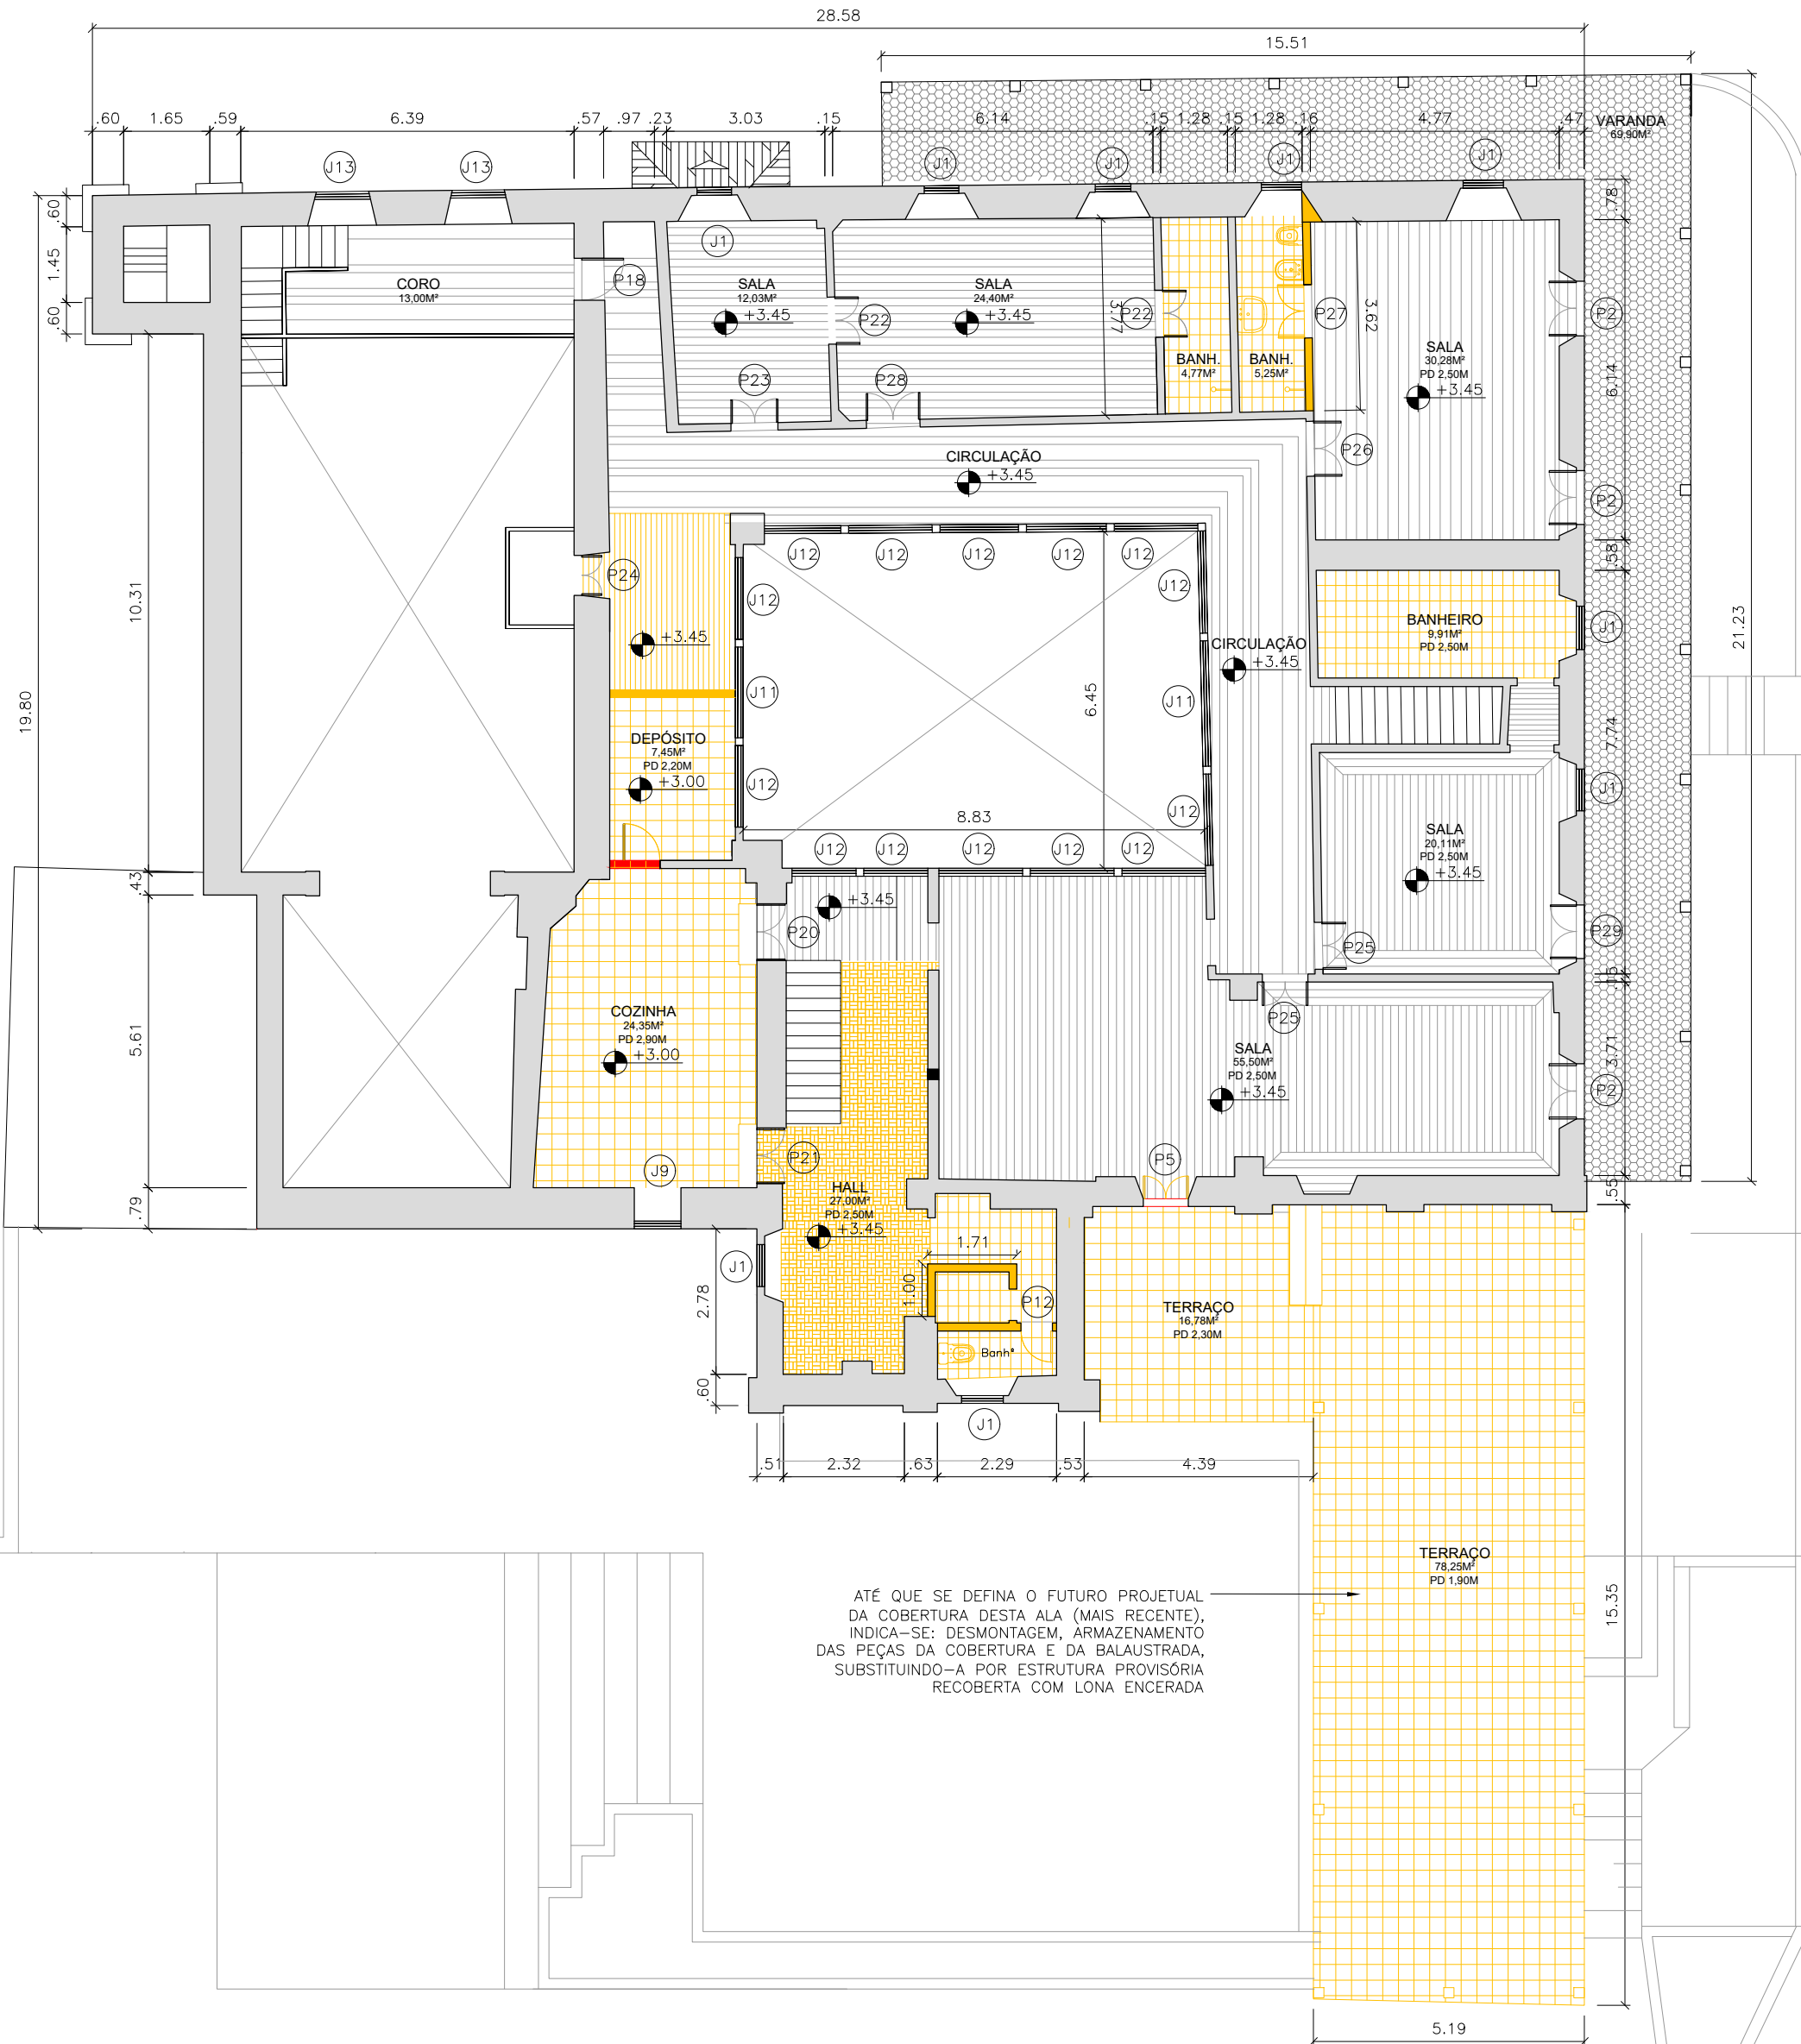 28.58
15.51
.60
1.65
.59
6.39
.57
.97
.23
3.03
.15
6.14
.15
1.28
.15
1.28
.16
4.77
.47
VARANDA
69,90M²
J13
J13
J1
J1
J1
J1
J1
.60
1.45
.60
.78
CORO
13,00M²
P18
SALA
12,03M²
+3.45
P22
SALA
24,40M²
+3.45
3.77
P22
BANH.
4,77M²
BANH.
5,25M²
P27
3.62
SALA
30,28M²
PD 2,50M
+3.45
P2
6.14
P23
P28
P26
P2
CIRCULAÇÃO
+3.45
.58
J12
J12
J12
J12
J12
P24
J12
J12
+3.45
10.31
19.80
21.23
BANHEIRO
9,91M²
PD 2,50M
J1
CIRCULAÇÃO
+3.45
J11
J11
6.45
7.74
DEPÓSITO
7,45M²
PD 2,20M
+3.00
J12
J12
J1
8.83
J12
J12
J12
J12
J12
SALA
20,11M²
PD 2,50M
+3.45
.43
+3.45
P20
P25
P29
.15
COZINHA
24,35M²
PD 2,90M
+3.00
5.61
P25
SALA
55,50M²
PD 2,50M
+3.45
3.71
P2
P21
P5
J9
HALL
27,00M²
PD 2,50M
+3.45
.79
.55
J1
2.78
1.71
1.00
P12
Banhº
TERRAÇO
16,78M²
PD 2,30M
.60
J1
.51
2.32
.63
2.29
.53
4.39
TERRAÇO
78,25M²
PD 1,90M
15.35
ATÉ QUE SE DEFINA O FUTURO PROJETUAL
DA COBERTURA DESTA ALA (MAIS RECENTE),
INDICA-SE: DESMONTAGEM, ARMAZENAMENTO
DAS PEÇAS DA COBERTURA E DA BALAUSTRADA,
SUBSTITUINDO-A POR ESTRUTURA PROVISÓRIA
RECOBERTA COM LONA ENCERADA
5.19